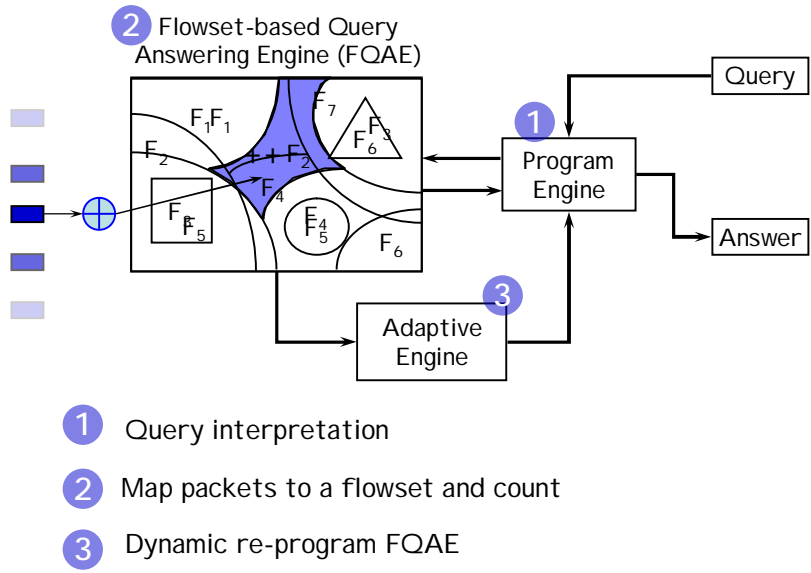 2 Flowset-based Query
Answering Engine (FQAE)
Query
F7
F1F1
F3
1
F6
F2
++F2
Program
Engine
F4
F5
F4
F5
F6
Answer
3
Adaptive
Engine
1 Query interpretation
2 Map packets to a flowset and count
3 Dynamic re-program FQAE